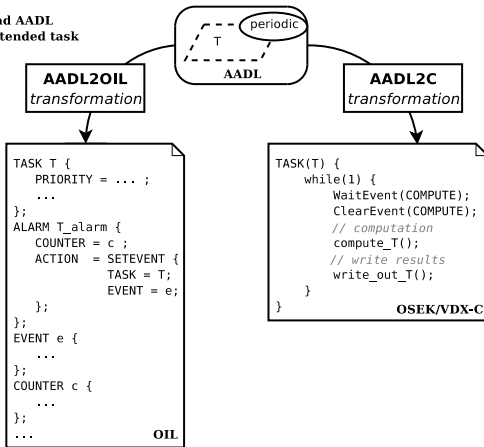 nd AADL
tended task
periodic
T
AADL
AADL2OIL
transformation
AADL2C
transformation
TASK T {
PRIORITY = ... ;
...
};
ALARM T_alarm {
COUNTER = c ;
ACTION = SETEVENT {
TASK = T;
EVENT = e;
};
};
EVENT e {
...
};
COUNTER c {
...
};
...
OIL
TASK(T) {
while(1) {
WaitEvent(COMPUTE);
ClearEvent(COMPUTE);
// computation
compute_T();
// write results
write_out_T();
}
}
OSEK/VDX-C